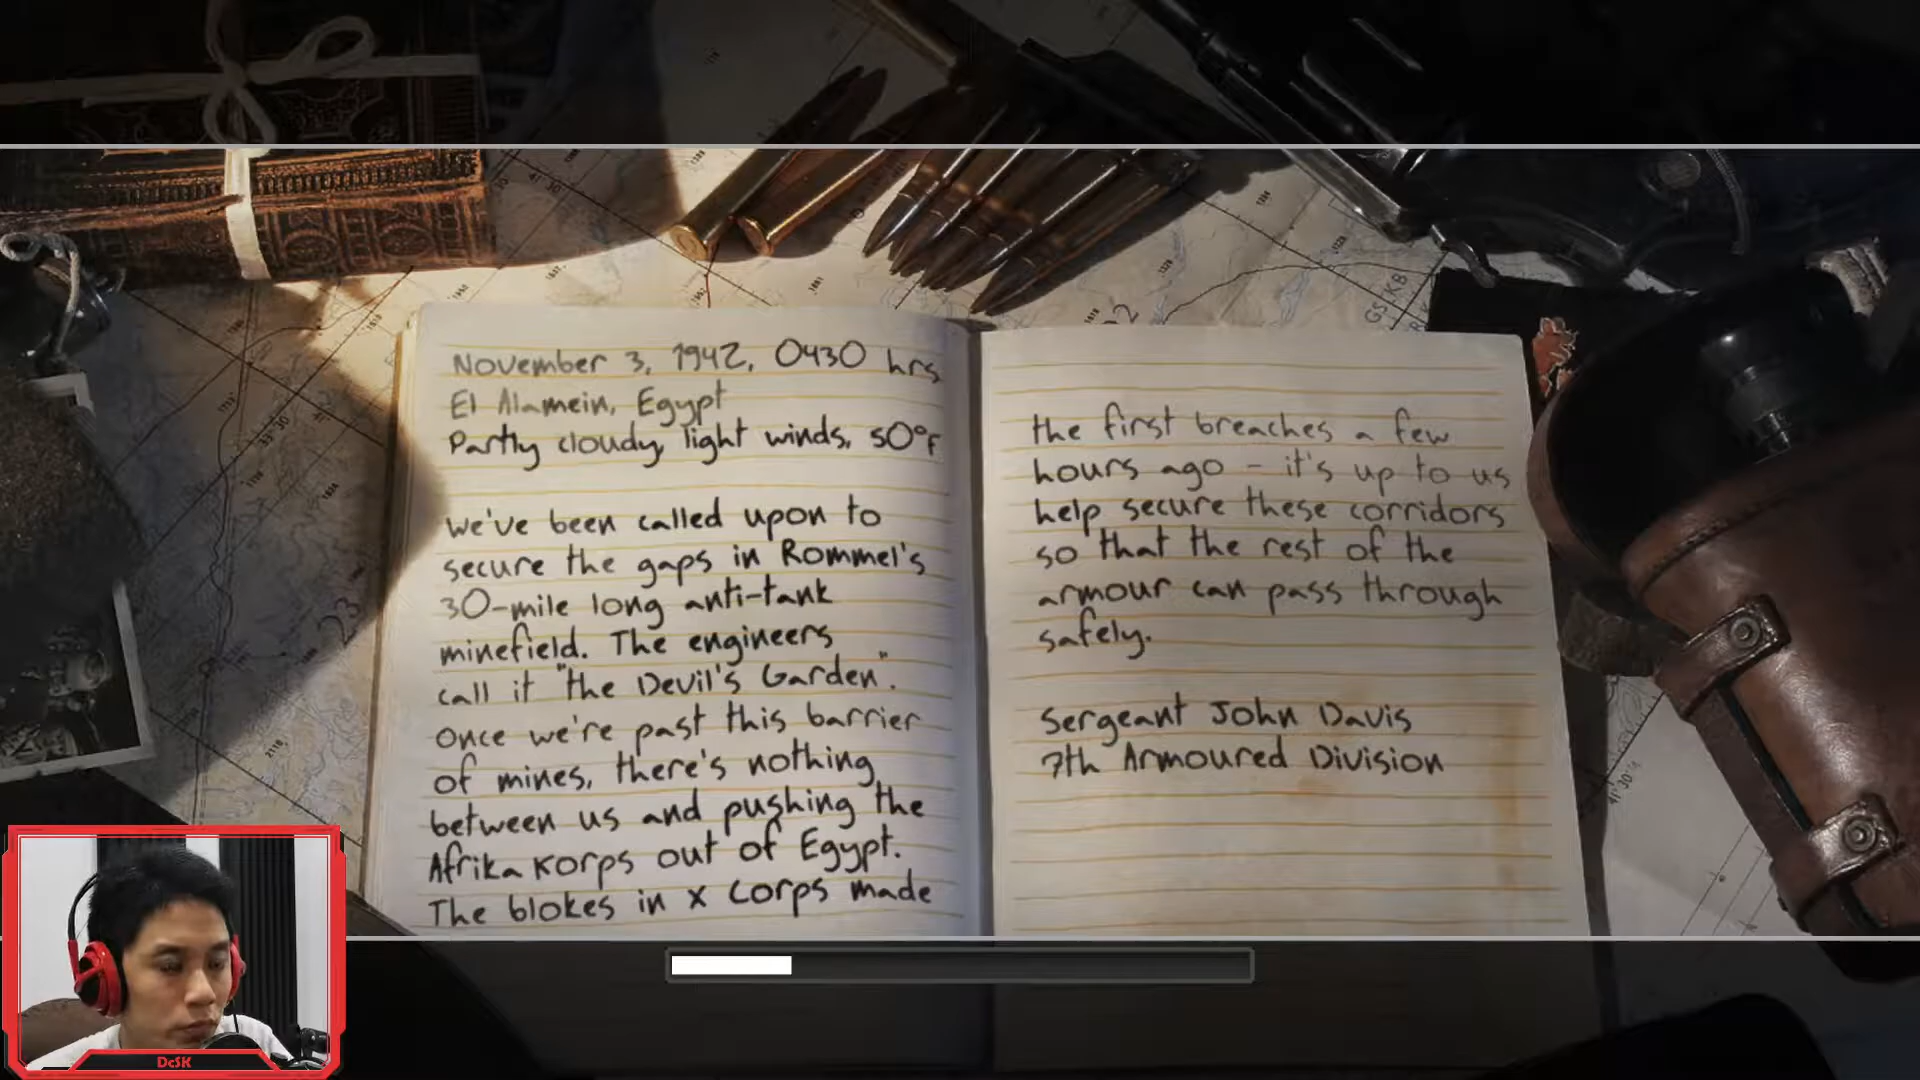 November 3, 1942, 0430 hrs
El Alamein, Egypt
Partly cloudy, light winds, 50°F
We've been called upon to
secure the gaps in Rommel's
30-mile long anti-tank
minefield. The engineers
call it "the Devil's Garden".
Once we're past this barrier
of mines, there's nothing
between us and pushing the
Afrika Korps out of Egypt.
The blokes in X Corps made
the first breaches a few
hours ago - it's up to us
help secure these corridors
so that the rest of the
armour can pass through
safely.
Sergeant John Davis
7th Armoured Division
GS KB
23
DcSK